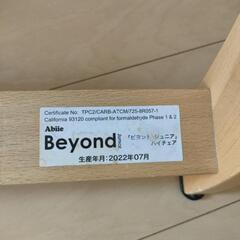 Certificate No: TPC2/CARB-ATCM/725-8R057-1
California 93120 compliant for formaldehyde Phase 1 & 2
Abiie
Beyond Junior 「ビヨンド ジュニア」
ハイチェア
生産年月:2022年07月